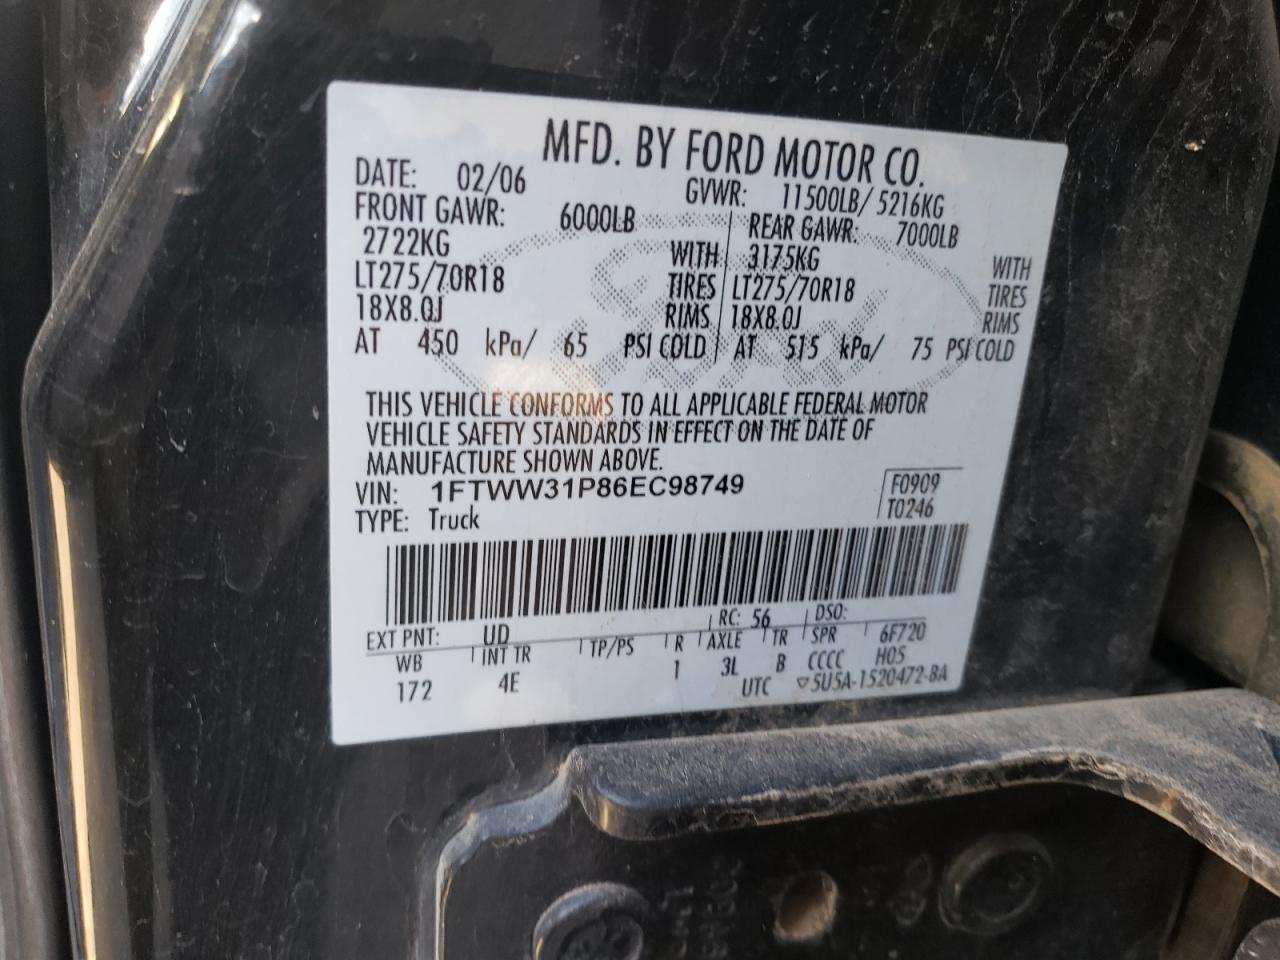 MFD. BY FORD MOTOR CO.
DATE: 02/06 GVWR: 11500LB/ 5216KG
FRONT GAWR: 6000LB REAR GAWR: 7000LB
2722KG WITH 3175KG WITH
LT275/70R18 TIRES LT275/70R18 TIRES
18X8.0J RIMS 18X8.0J RIMS
AT 450 kPa/ 65 PSI COLD AT 515 kPa/ 75 PSI COLD
THIS VEHICLE CONFORMS TO ALL APPLICABLE FEDERAL MOTOR
VEHICLE SAFETY STANDARDS IN EFFECT ON THE DATE OF
MANUFACTURE SHOWN ABOVE.
VIN: 1FTWW31P86EC98749 F0909
TYPE: Truck T0246
EXT PNT: UD RC: 56 DSO:
WB INT TR TP/PS R AXLE TR SPR 6F720
172 4E 1 3L B CCCC H05
UTC ▽5U5A-1520472-BA